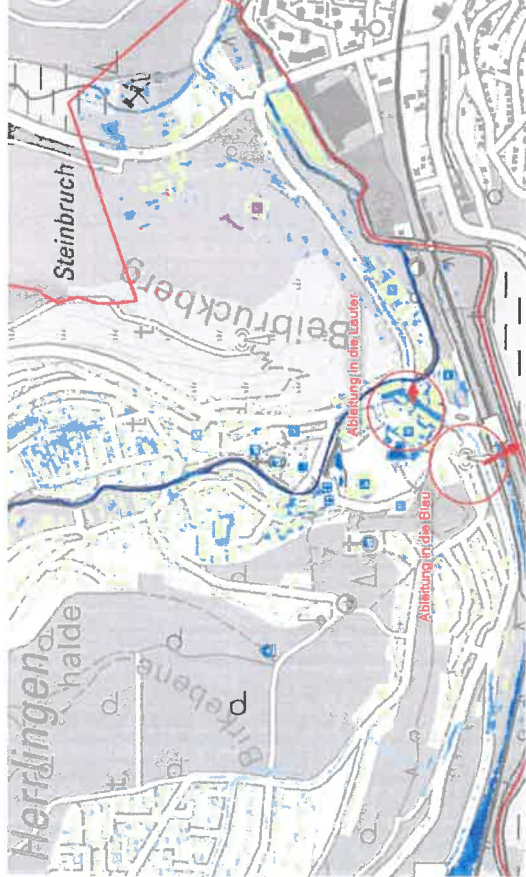 Herrlingen
halde
Birkebene
Steinbruch
Beibruckberg
Ableitung in die Lauter
Ableitung in die Blau